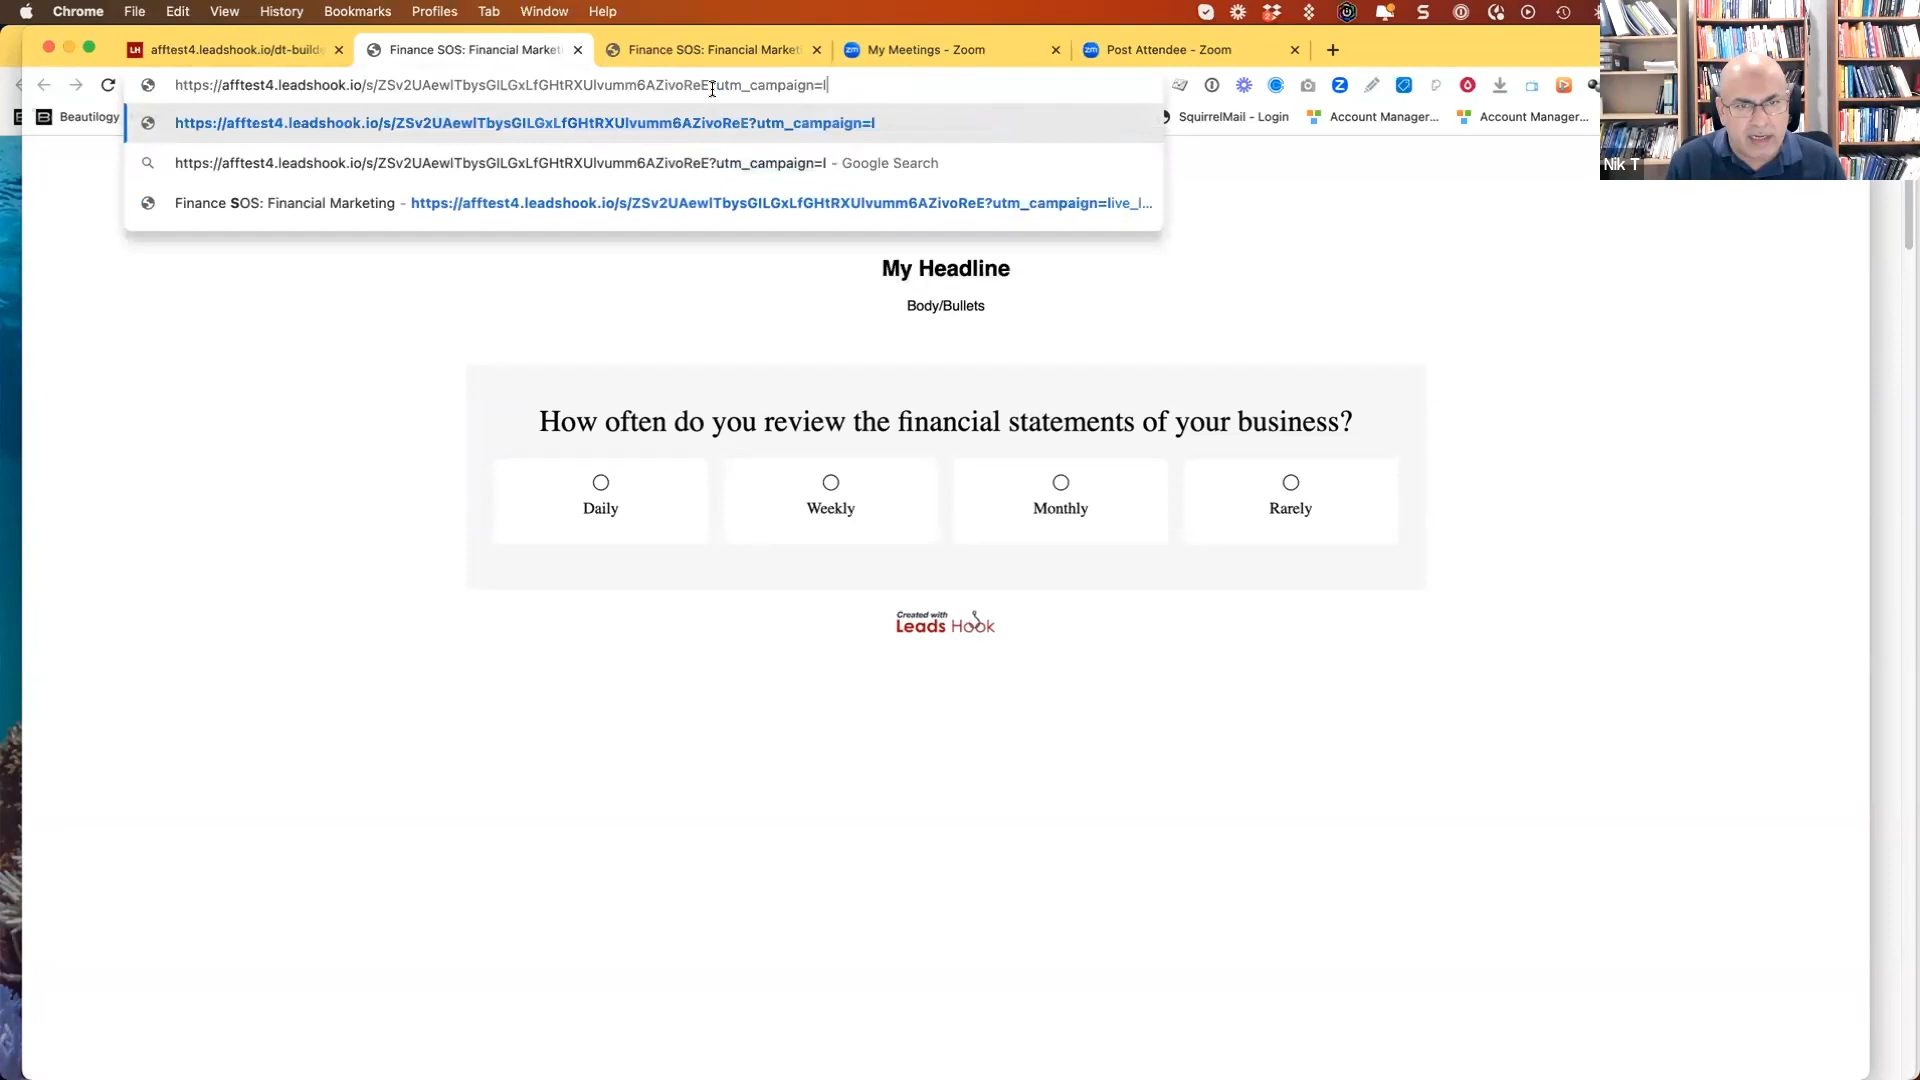 Chrome File Edit View History Bookmarks Profiles Tab Window Help
afftest4.leadshook.io/dt-builde
Finance SOS: Financial Market
Finance SOS: Financial Market
My Meetings - Zoom
Post Attendee - Zoom
https://afftest4.leadshook.io/s/ZSv2UAewlTbysGILGxLfGHtRXUlvumm6AZivoReE?utm_campaign=l
Beautilogy
SquirrelMail - Login
Account Manager...
Account Manager...
https://afftest4.leadshook.io/s/ZSv2UAewlTbysGILGxLfGHtRXUlvumm6AZivoReE?utm_campaign=l
https://afftest4.leadshook.io/s/ZSv2UAewlTbysGILGxLfGHtRXUlvumm6AZivoReE?utm_campaign=l - Google Search
Finance SOS: Financial Marketing - https://afftest4.leadshook.io/s/ZSv2UAewlTbysGILGxLfGHtRXUlvumm6AZivoReE?utm_campaign=live_l...
Nik T
My Headline
Body/Bullets
How often do you review the financial statements of your business?
Daily
Weekly
Monthly
Rarely
Created with
Leads Hook